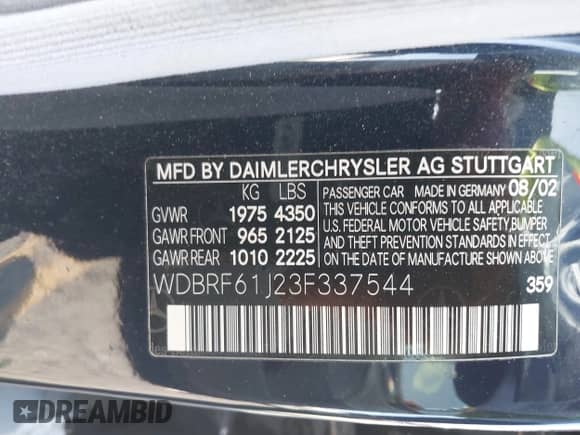 MFD BY DAIMLERCHRYSLER AG STUTTGART
KG LBS
GVWR 1975 4350
GAWR FRONT 965 2125
GAWR REAR 1010 2225
PASSENGER CAR MADE IN GERMANY 08/02
THIS VEHICLE CONFORMS TO ALL APPLICABLE
U.S. FEDERAL MOTOR VEHICLE SAFETY,BUMPER
AND THEFT PREVENTION STANDARDS IN EFFECT
ON THE DATE OF MANUFACTURE SHOWN ABOVE
WDBRF61J23F337544
359
DREAMBID